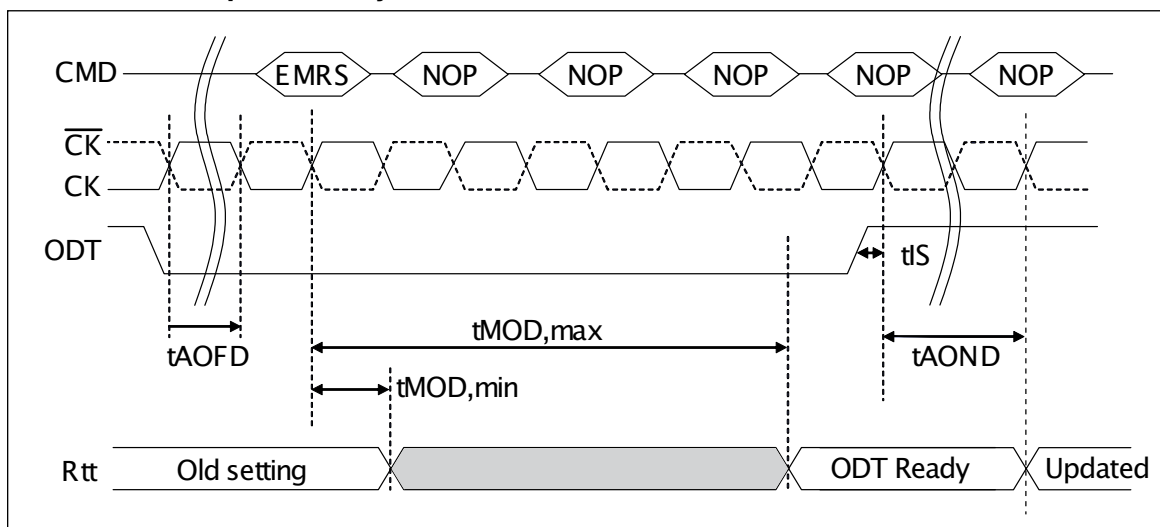 CMD
EMRS
NOP
NOP
NOP
NOP
NOP
CK
CK
ODT
tIS
tAOFD
tMOD,max
tAOND
tMOD,min
Rtt
Old setting
ODT Ready
Updated